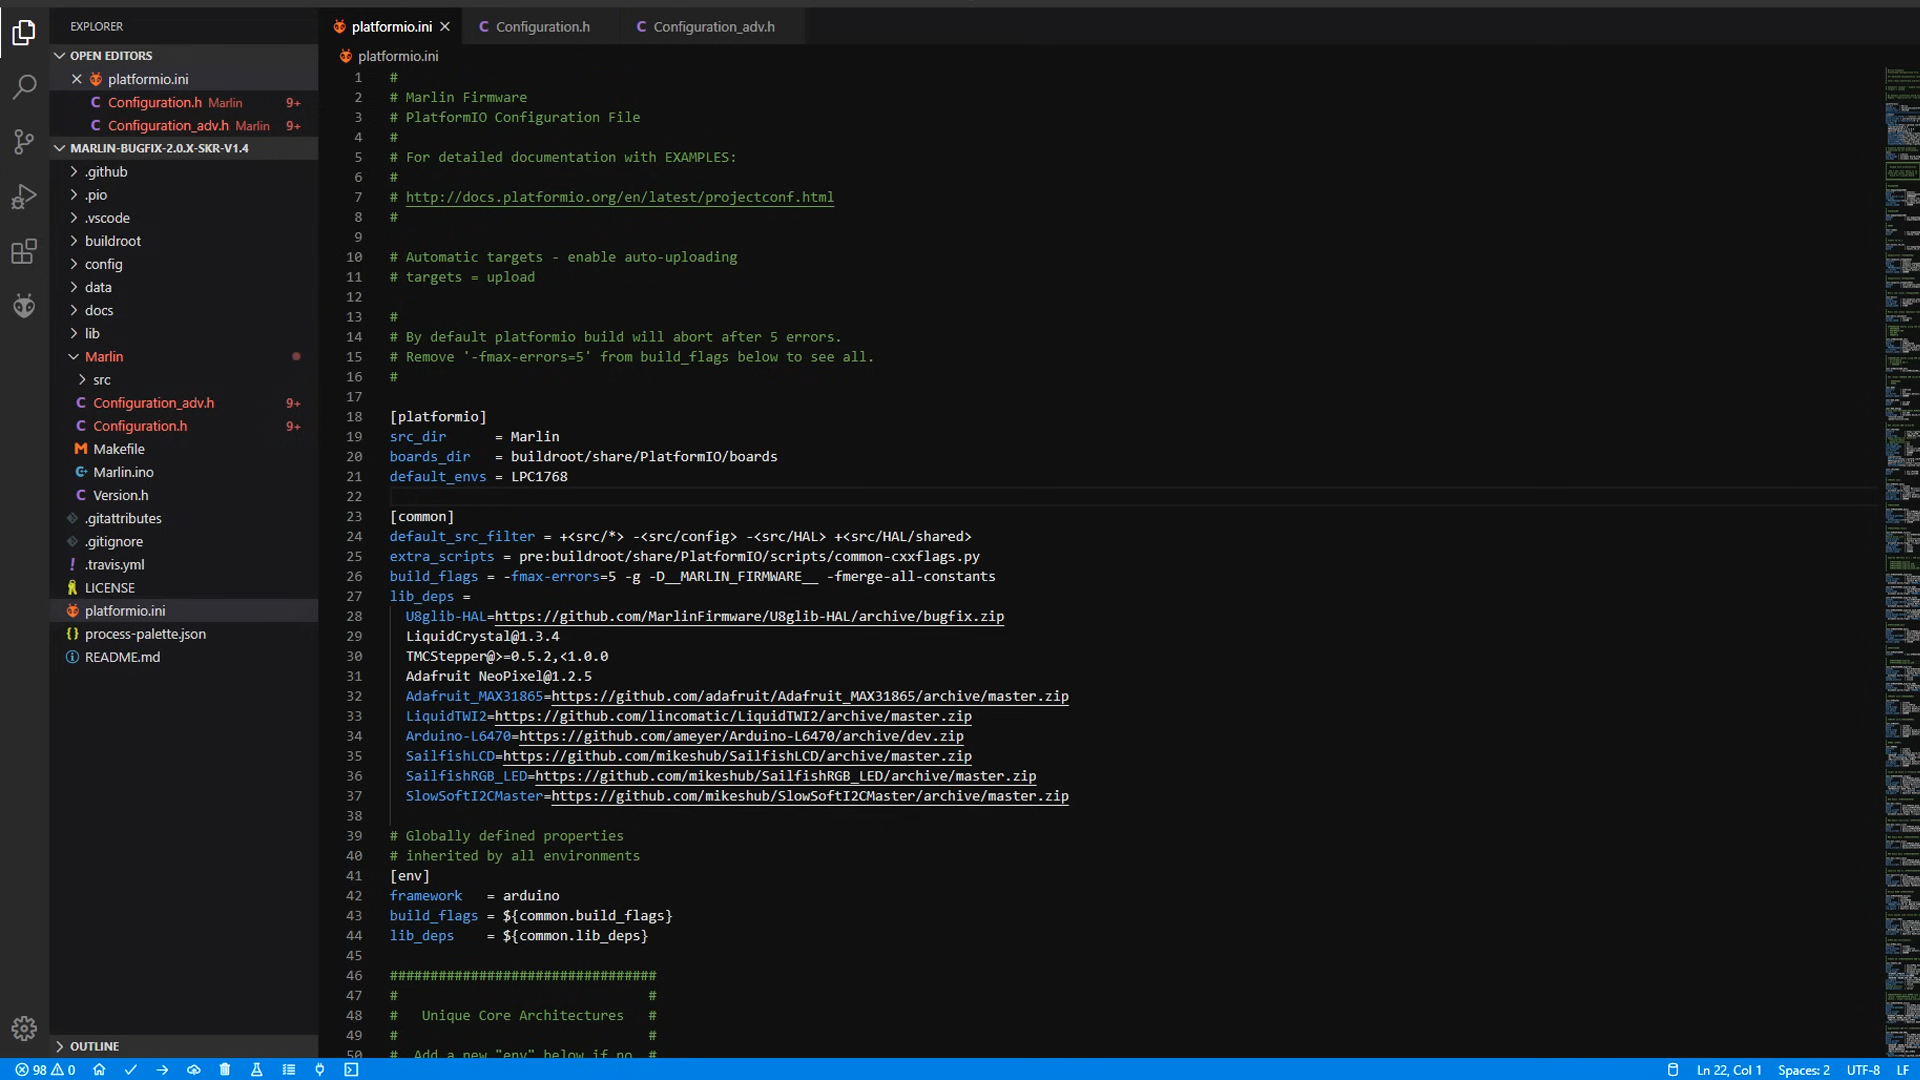 EXPLORER
OPEN EDITORS
platformio.ini
Configuration.h Marlin 9+
Configuration_adv.h Marlin 9+
MARLIN-BUGFIX-2.0.X-SKR-V1.4
.github
.pio
.vscode
buildroot
config
data
docs
lib
Marlin
src
Configuration_adv.h 9+
Configuration.h 9+
Makefile
Marlin.ino
Version.h
.gitattributes
.gitignore
.travis.yml
LICENSE
platformio.ini
process-palette.json
README.md
OUTLINE
platformio.ini Configuration.h Configuration_adv.h
platformio.ini
1 #
2 # Marlin Firmware
3 # PlatformIO Configuration File
4 #
5 # For detailed documentation with EXAMPLES:
6 #
7 # http://docs.platformio.org/en/latest/projectconf.html
8 #
9
10 # Automatic targets - enable auto-uploading
11 # targets = upload
12
13 #
14 # By default platformio build will abort after 5 errors.
15 # Remove '-fmax-errors=5' from build_flags below to see all.
16 #
17
18 [platformio]
19 src_dir      = Marlin
20 boards_dir   = buildroot/share/PlatformIO/boards
21 default_envs = LPC1768
22
23 [common]
24 default_src_filter = +<src/*> -<src/config> -<src/HAL> +<src/HAL/shared>
25 extra_scripts = pre:buildroot/share/PlatformIO/scripts/common-cxxflags.py
26 build_flags = -fmax-errors=5 -g -D__MARLIN_FIRMWARE__ -fmerge-all-constants
27 lib_deps =
28 U8glib-HAL=https://github.com/MarlinFirmware/U8glib-HAL/archive/bugfix.zip
29 LiquidCrystal@1.3.4
30 TMCStepper@>=0.5.2,<1.0.0
31 Adafruit NeoPixel@1.2.5
32 Adafruit_MAX31865=https://github.com/adafruit/Adafruit_MAX31865/archive/master.zip
33 LiquidTWI2=https://github.com/lincomatic/LiquidTWI2/archive/master.zip
34 Arduino-L6470=https://github.com/ameyer/Arduino-L6470/archive/dev.zip
35 SailfishLCD=https://github.com/mikeshub/SailfishLCD/archive/master.zip
36 SailfishRGB_LED=https://github.com/mikeshub/SailfishRGB_LED/archive/master.zip
37 SlowSoftI2CMaster=https://github.com/mikeshub/SlowSoftI2CMaster/archive/master.zip
38
39 # Globally defined properties
40 # inherited by all environments
41 [env]
42 framework   = arduino
43 build_flags = ${common.build_flags}
44 lib_deps    = ${common.lib_deps}
45
46 #################################
47 #                               #
48 #   Unique Core Architectures   #
49 #                               #
50 #  Add a new "env" below if no  #
98 0 Ln 22, Col 1 Spaces: 2 UTF-8 LF